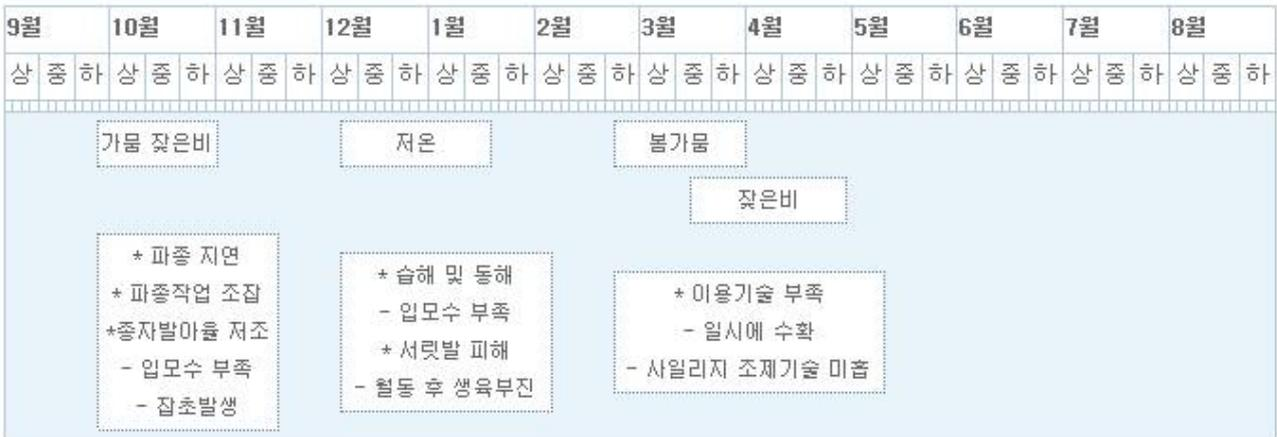 9월 10월 11월 12월 1월 2월 3월 4월 5월 6월 7월 8월
상 중 하 상 중 하 상 중 하 상 중 하 상 중 하 상 중 하 상 중 하 상 중 하 상 중 하 상 중 하 상 중 하 상 중 하
가뭄 잦은비 저온 봄가뭄
잦은비
* 파종 지연
* 파종작업 조잡
*종자발아율 저조
- 입모수 부족
- 잡초발생
* 습해 및 동해
- 입모수 부족
* 서릿발 피해
- 월동 후 생육부진
* 이용기술 부족
- 일시에 수확
- 사일리지 조제기술 미흡